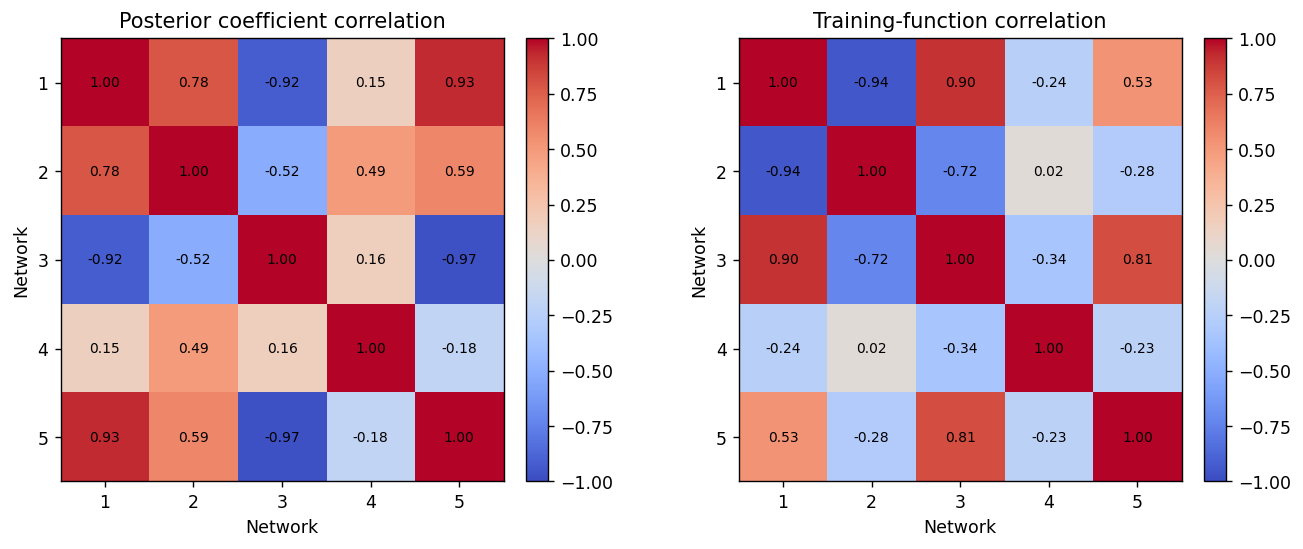 Posterior coefficient correlation
Network
1 1.00 0.78 -0.92 0.15 0.93
2 0.78 1.00 -0.52 0.49 0.59
3 -0.92 -0.52 1.00 0.16 -0.97
4 0.15 0.49 0.16 1.00 -0.18
5 0.93 0.59 -0.97 -0.18 1.00
1 2 3 4 5
Network
1.00
0.75
0.50
0.25
0.00
−0.25
−0.50
−0.75
−1.00
Training-function correlation
Network
1 1.00 -0.94 0.90 -0.24 0.53
2 -0.94 1.00 -0.72 0.02 -0.28
3 0.90 -0.72 1.00 -0.34 0.81
4 -0.24 0.02 -0.34 1.00 -0.23
5 0.53 -0.28 0.81 -0.23 1.00
1 2 3 4 5
Network
1.00
0.75
0.50
0.25
0.00
−0.25
−0.50
−0.75
−1.00